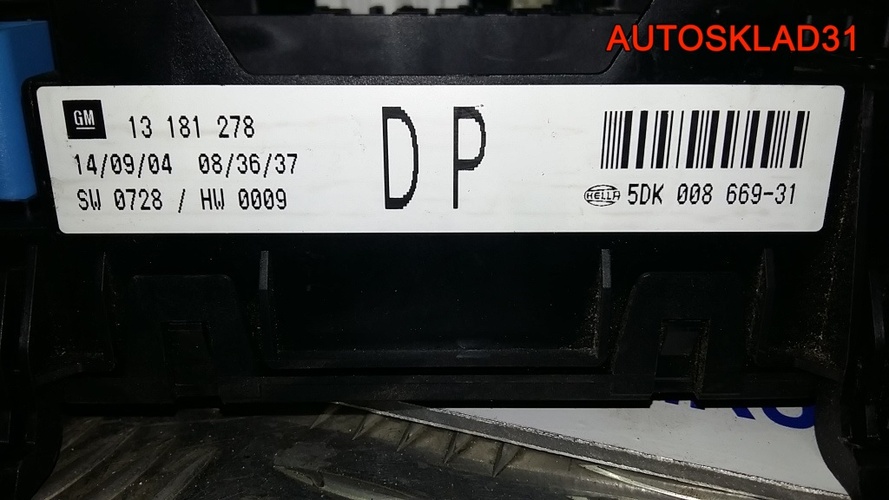 AUTOSKLAD31
GM 13 181 278
14/09/04 08/36/37
SW 0728 / HW 0009
DP
HELLA 5DK 008 669-31